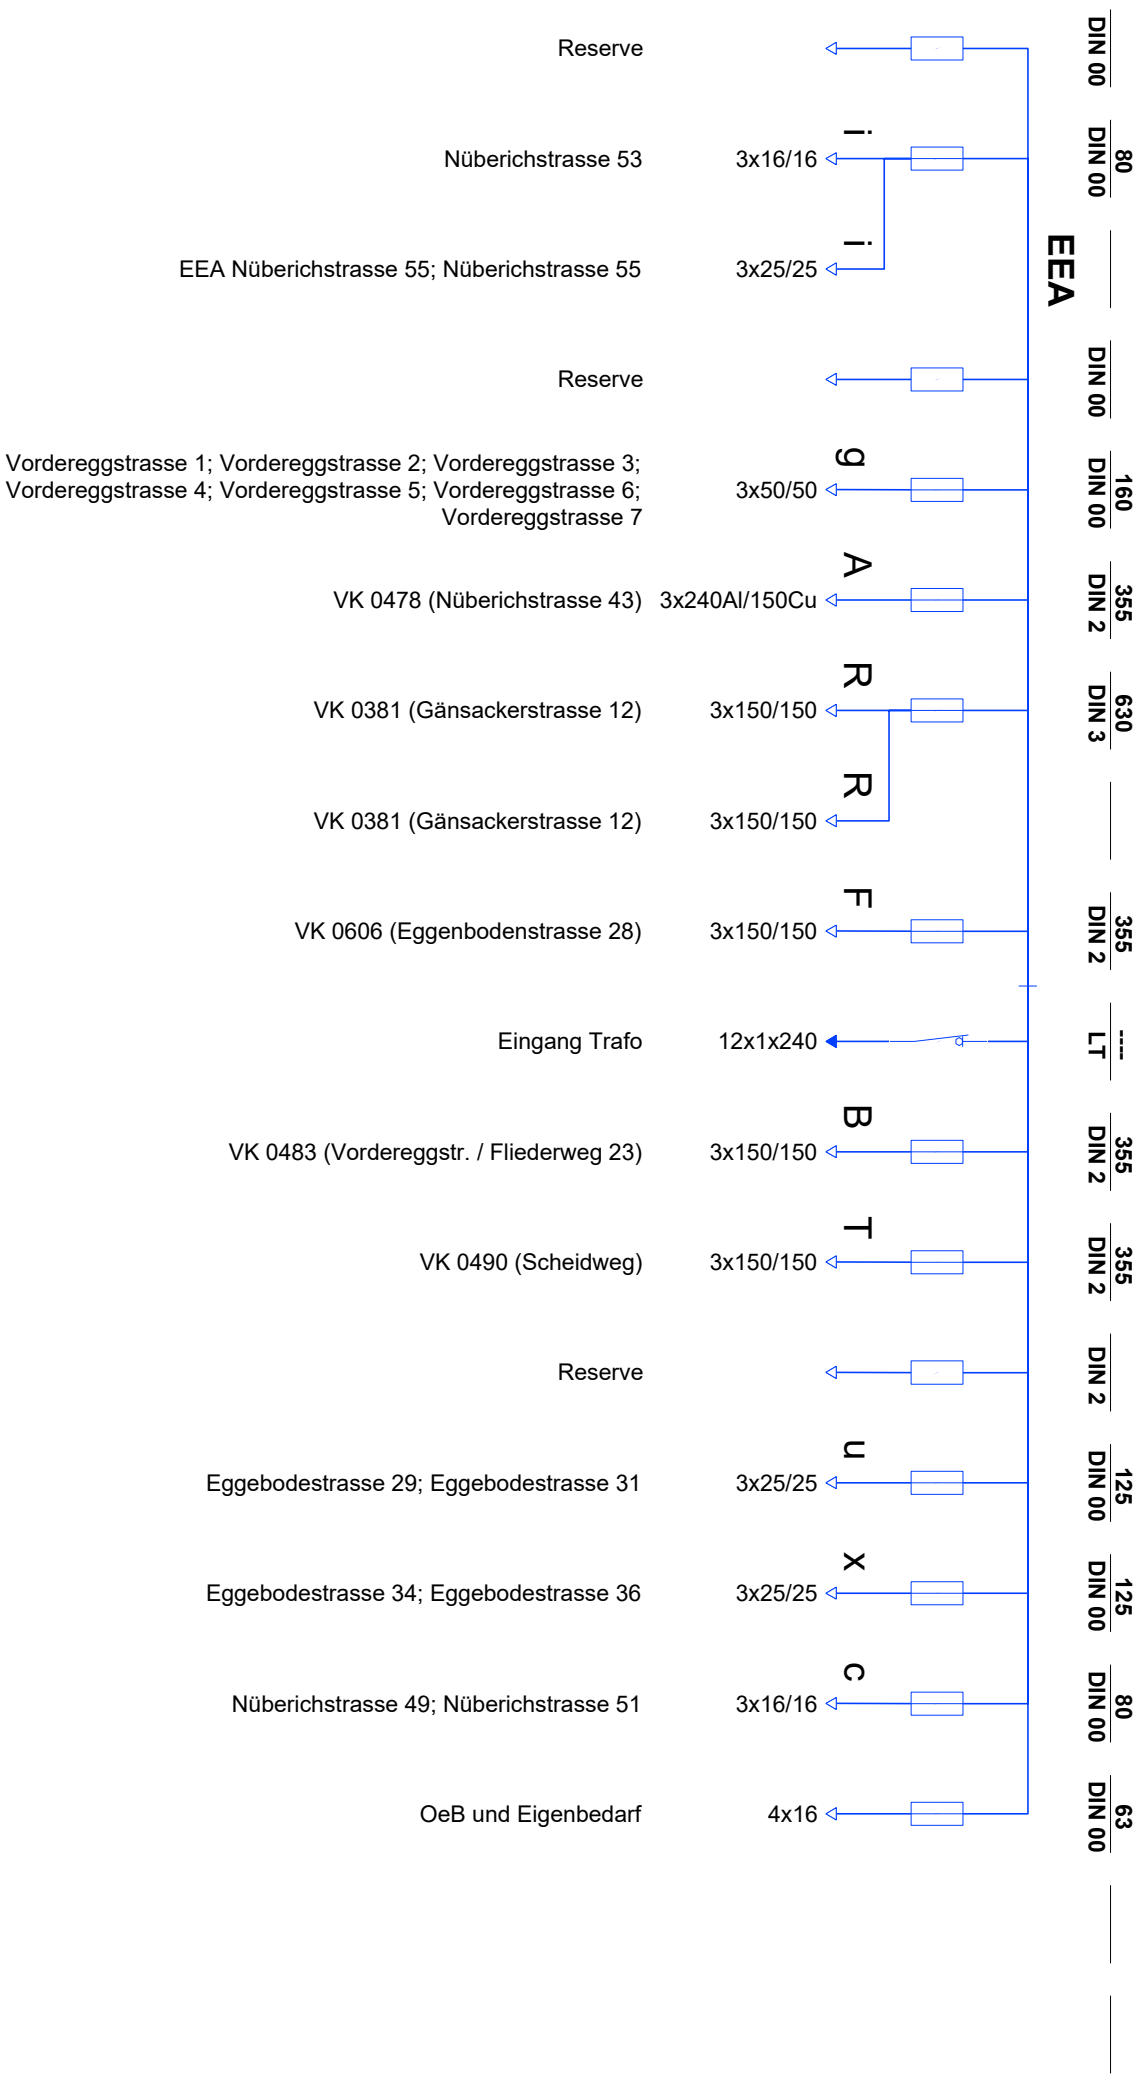 Reserve
DIN 00
Nüberichstrasse 53
3x16/16
i
80
DIN 00
EEA Nüberichstrasse 55; Nüberichstrasse 55
3x25/25
i
EEA
Reserve
DIN 00
Vordereggstrasse 1; Vordereggstrasse 2; Vordereggstrasse 3;
Vordereggstrasse 4; Vordereggstrasse 5; Vordereggstrasse 6;
Vordereggstrasse 7
3x50/50
g
160
DIN 00
VK 0478 (Nüberichstrasse 43)
3x240Al/150Cu
A
355
DIN 2
VK 0381 (Gänsackerstrasse 12)
3x150/150
R
630
DIN 3
VK 0381 (Gänsackerstrasse 12)
3x150/150
R
VK 0606 (Eggenbodenstrasse 28)
3x150/150
F
355
DIN 2
Eingang Trafo
12x1x240
----
LT
VK 0483 (Vordereggstr. / Fliederweg 23)
3x150/150
B
355
DIN 2
VK 0490 (Scheidweg)
3x150/150
T
355
DIN 2
Reserve
DIN 2
Eggebodestrasse 29; Eggebodestrasse 31
3x25/25
u
125
DIN 00
Eggebodestrasse 34; Eggebodestrasse 36
3x25/25
x
125
DIN 00
Nüberichstrasse 49; Nüberichstrasse 51
3x16/16
c
80
DIN 00
OeB und Eigenbedarf
4x16
63
DIN 00